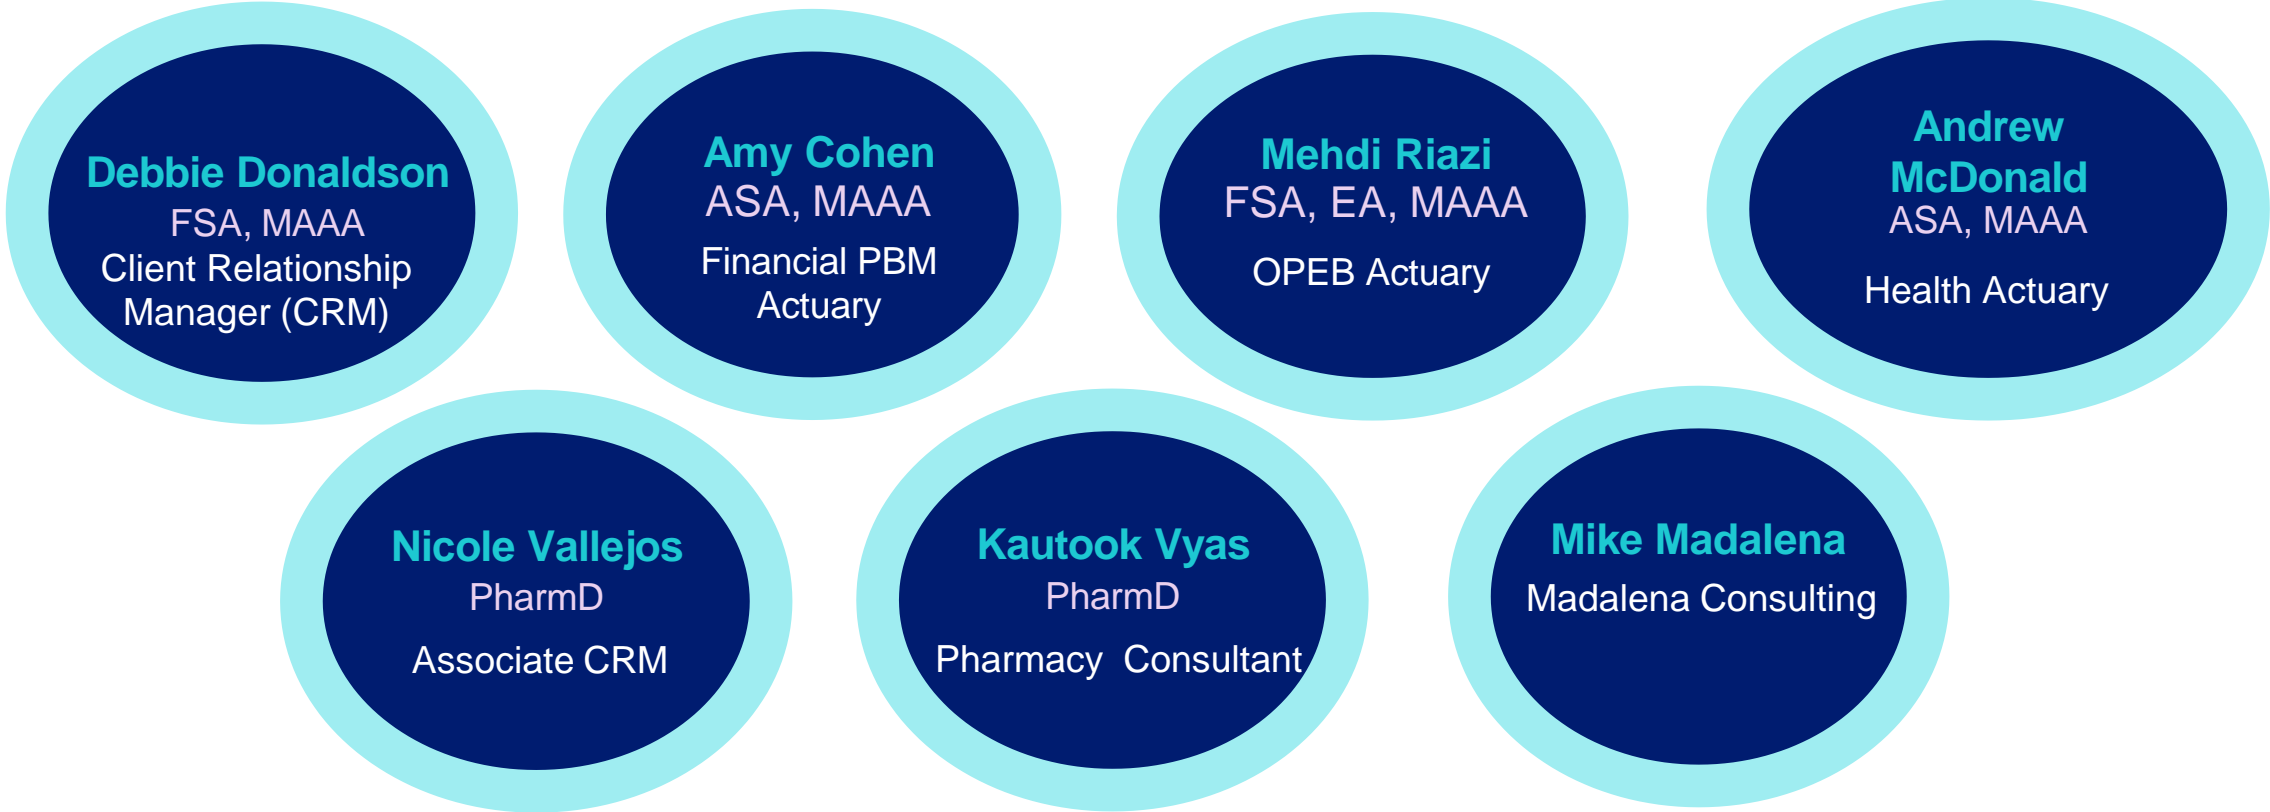 Debbie Donaldson
FSA, MAAA
Client Relationship
Manager (CRM)
Amy Cohen
ASA, MAAA
Financial PBM
Actuary
Mehdi Riazi
FSA, EA, MAAA
OPEB Actuary
Andrew
McDonald
ASA, MAAA
Health Actuary
Nicole Vallejos
PharmD
Associate CRM
Kautook Vyas
PharmD
Pharmacy  Consultant
Mike Madalena
Madalena Consulting